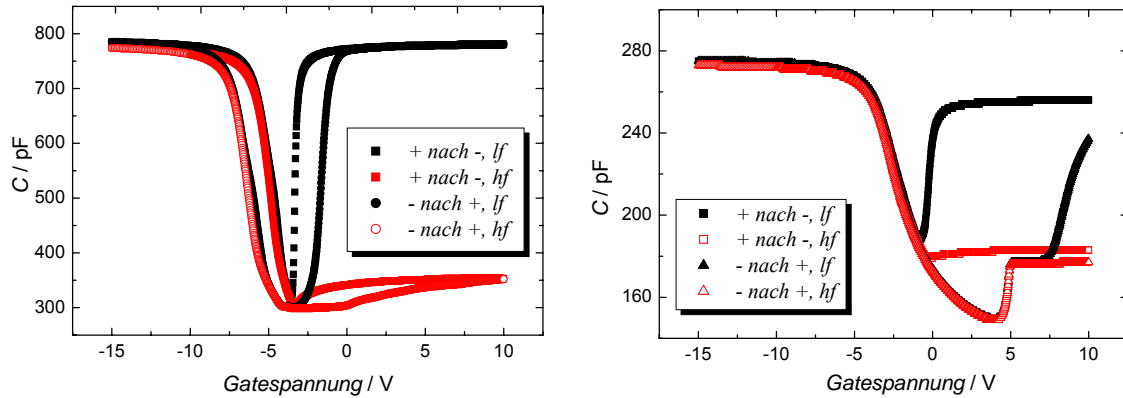 800
700
600
500
400
300
C / pF
-15 -10 -5 0 5 10
Gatespannung / V
+ nach -, lf
+ nach -, hf
- nach +, lf
- nach +, hf
280
240
200
160
C / pF
-15 -10 -5 0 5 10
Gatespannung / V
+ nach -, lf
+ nach -, hf
- nach +, lf
- nach +, hf